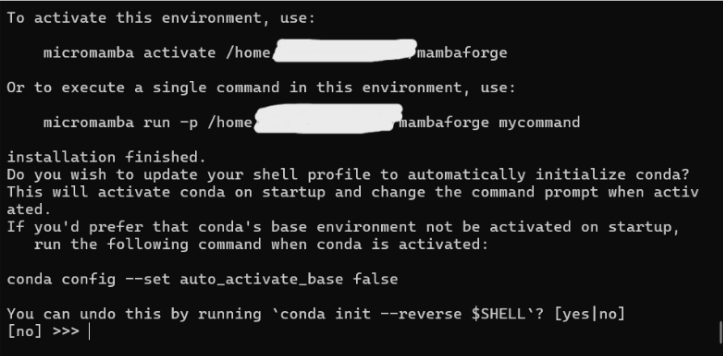 To activate this environment, use:
micromamba activate /home mambaforge
Or to execute a single command in this environment, use:
micromamba run -p /home mambaforge mycommand
installation finished.
Do you wish to update your shell profile to automatically initialize conda?
This will activate conda on startup and change the command prompt when activ
ated.
If you'd prefer that conda's base environment not be activated on startup,
run the following command when conda is activated:
conda config --set auto_activate_base false
You can undo this by running `conda init --reverse $SHELL`? [yes|no]
[no] >>>